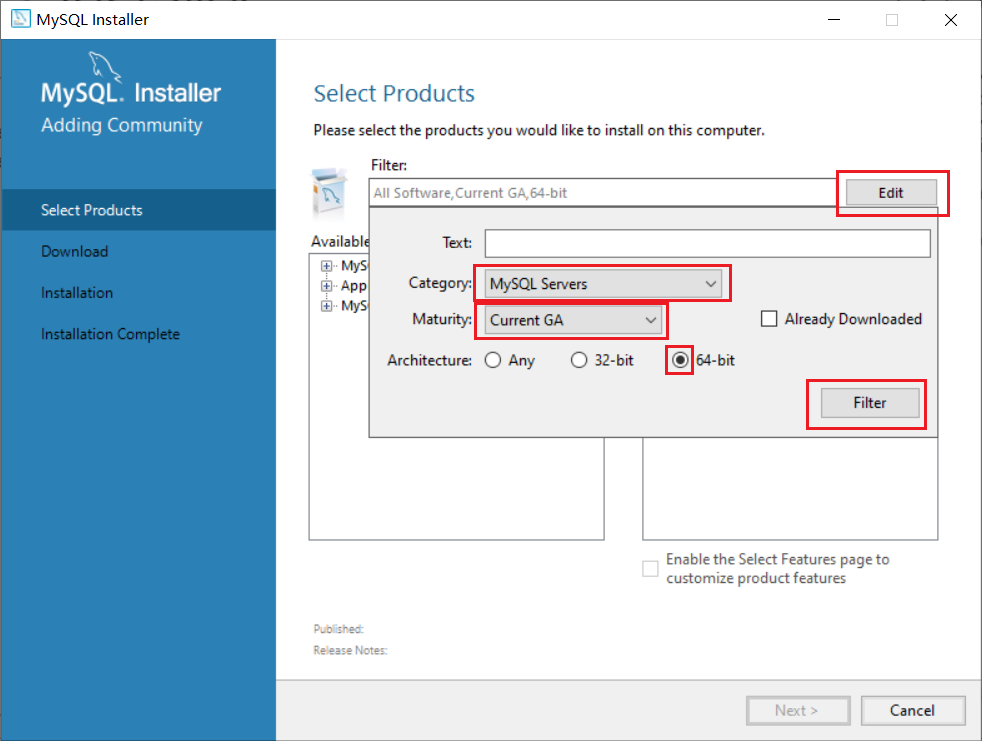 MySQL Installer
MySQL. Installer
Adding Community
Select Products
Download
Installation
Installation Complete
Select Products
Please select the products you would like to install on this computer.
Filter:
All Software,Current GA,64-bit
Edit
Text:
Category:
MySQL Servers
Maturity:
Current GA
Already Downloaded
Architecture:
Any
32-bit
64-bit
Filter
Available
MyS
App
MyS
Enable the Select Features page to
customize product features
Published:
Release Notes:
Next >
Cancel